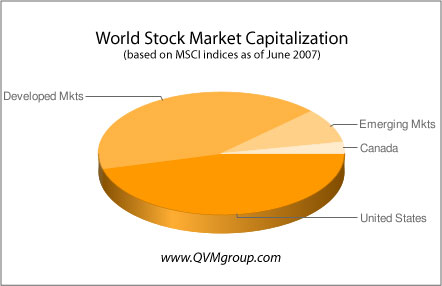 World Stock Market Capitalization
(based on MSCI indices as of June 2007)
Developed Mkts
Emerging Mkts
Canada
United States
www.QVMgroup.com